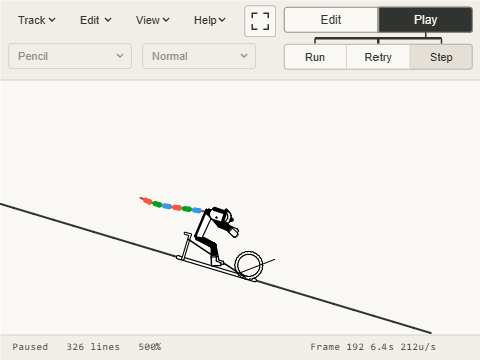 Track Edit View Help Edit Play
Pencil Normal Run Retry Step
Paused 326 lines 500% Frame 192 6.4s 212u/s